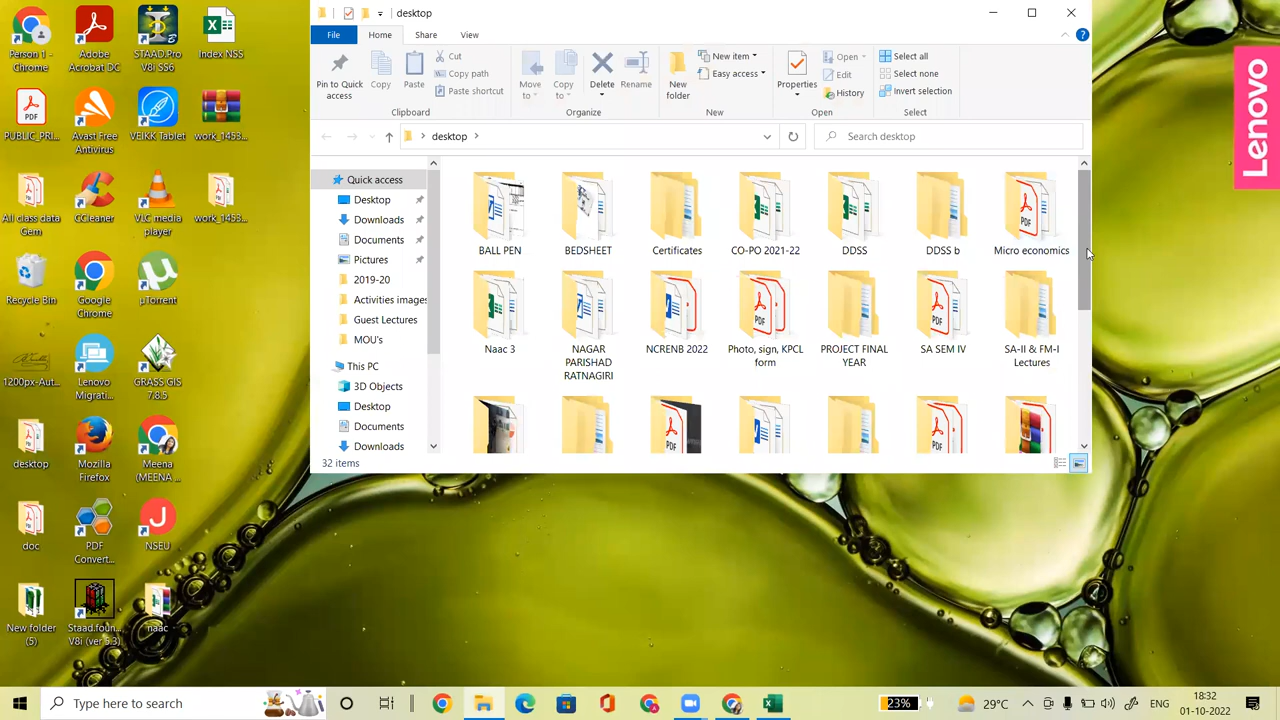 desktop
File
Home
Share
View
Pin to Quick
access
Copy
Paste
Cut
Copy path
Paste shortcut
Clipboard
Move
to
Copy
to
Delete
Rename
Organize
New
folder
New item
Easy access
New
Properties
Open
Edit
History
Open
Select all
Select none
Invert selection
Select
desktop
Search desktop
Quick access
Desktop
Downloads
Documents
Pictures
2019-20
Activities images
Guest Lectures
MOU's
This PC
3D Objects
Desktop
Documents
Downloads
BALL PEN
BEDSHEET
Certificates
CO-PO 2021-22
DDSS
DDSS b
Micro economics
Naac 3
NAGAR
PARISHAD
RATNAGIRI
NCRENB 2022
Photo, sign, KPCL
form
PROJECT FINAL
YEAR
SA SEM IV
SA-II & FM-I
Lectures
32 items
Person 1 -
Chrome
Adobe
Acrobat DC
STAAD.Pro
V8i SS6
Index NSS
PUBLIC_PRI...
Avast Free
Antivirus
VEIKK Tablet
work_1453...
All class data
Gem
CCleaner
VLC media
player
work_1453...
Recycle Bin
Google
Chrome
µTorrent
1200px-Aut...
Lenovo
Migrati...
GRASS GIS
7.8.5
desktop
Mozilla
Firefox
Meena
(MEENA ...
doc
PDF
Convert...
NSEU
New folder
(5)
Staad.foun...
V8i (ver 5.3)
naac
Lenovo
Type here to search
23%
29°C
ENG
18:32
01-10-2022